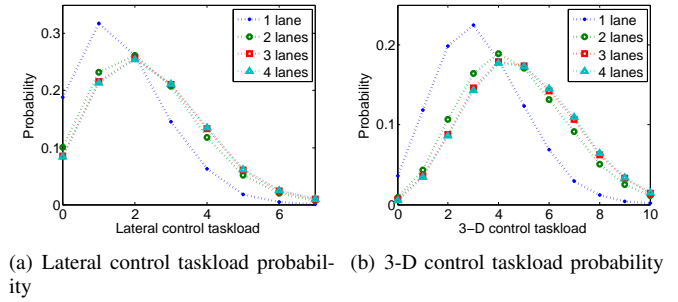 0.3
0.2
0.1
0
Probability
0 2 4 6
Lateral control taskload
1 lane
2 lanes
3 lanes
4 lanes
0.2
0.1
0
Probability
0 2 4 6 8 10
3−D control taskload
1 lane
2 lanes
3 lanes
4 lanes
(a) Lateral control taskload probabil-
ity
(b) 3-D control taskload probability